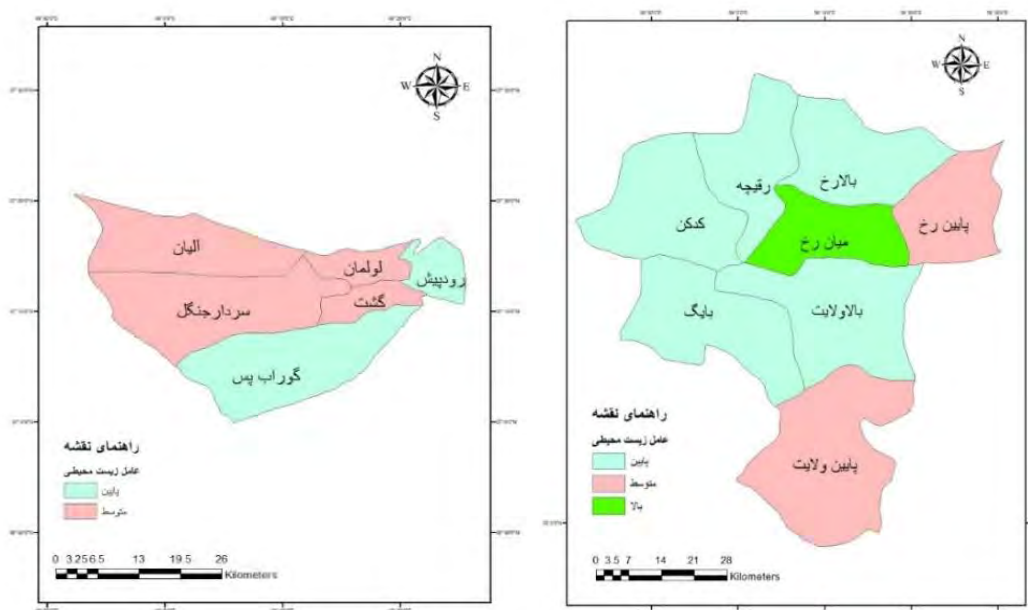 N
W E
S
آلیان
لولمان
رودپیش
سردارجنگل
گشت
گوراب پس
راهنمای نقشه
عامل زیست محیطی
پایین
متوسط
0 3.25 6.5 13 19.5 26
Kilometers
N
W E
S
رقیچه
بالارخ
کدکن
میان رخ
پایین رخ
بایگ
بالاولایت
پایین ولایت
راهنمای نقشه
عامل زیست محیطی
پایین
متوسط
بالا
0 3.5 7 14 21 28
Kilometers